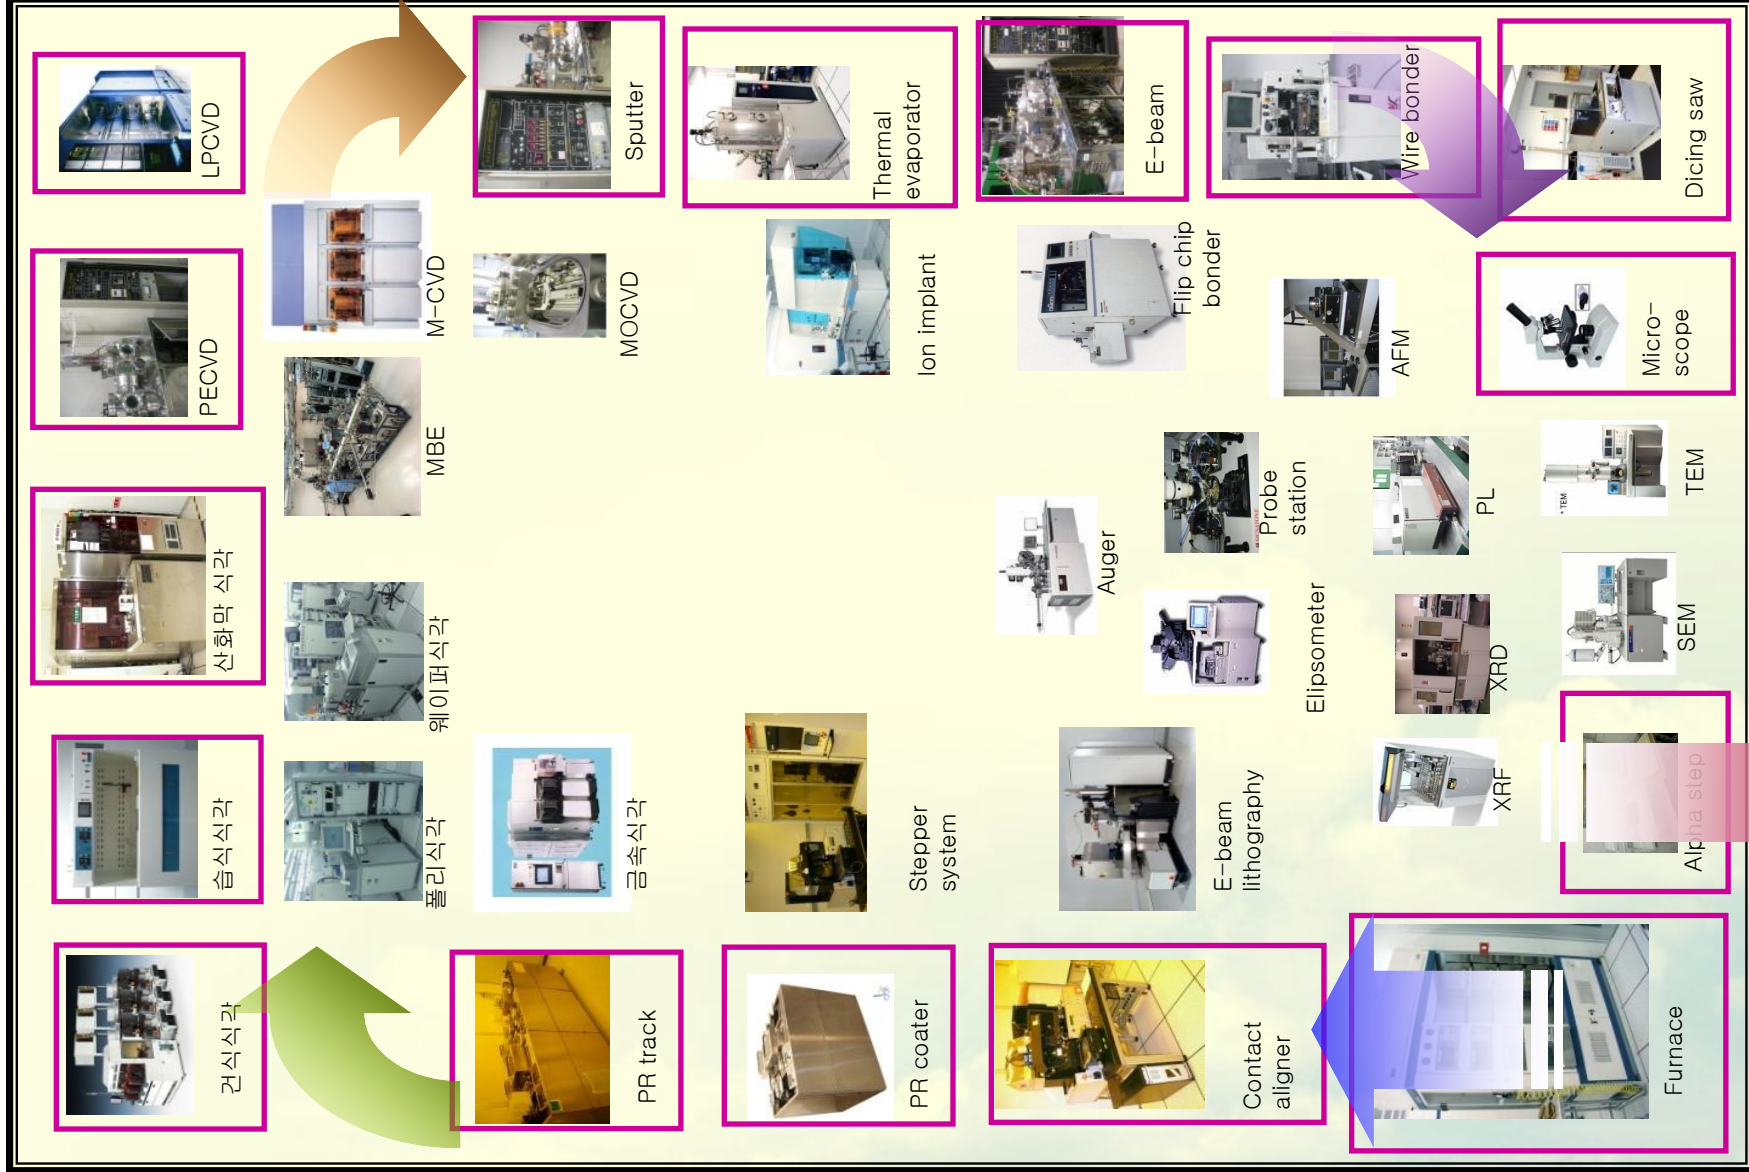 건식식각
습식식각
산화막 식각
PECVD
LPCVD
폴리식각
웨이퍼식각
MBE
M-CVD
PR track
금속식각
MOCVD
Sputter
PR coater
Stepper
system
Ion implant
Thermal
evaporator
Contact
aligner
E-beam
lithography
Auger
Flip chip
bonder
E-beam
Elipsometer
Probe
station
AFM
Wire bonder
XRF
XRD
PL
Furnace
Alpha step
SEM
* TEM
TEM
Micro-
scope
Dicing saw